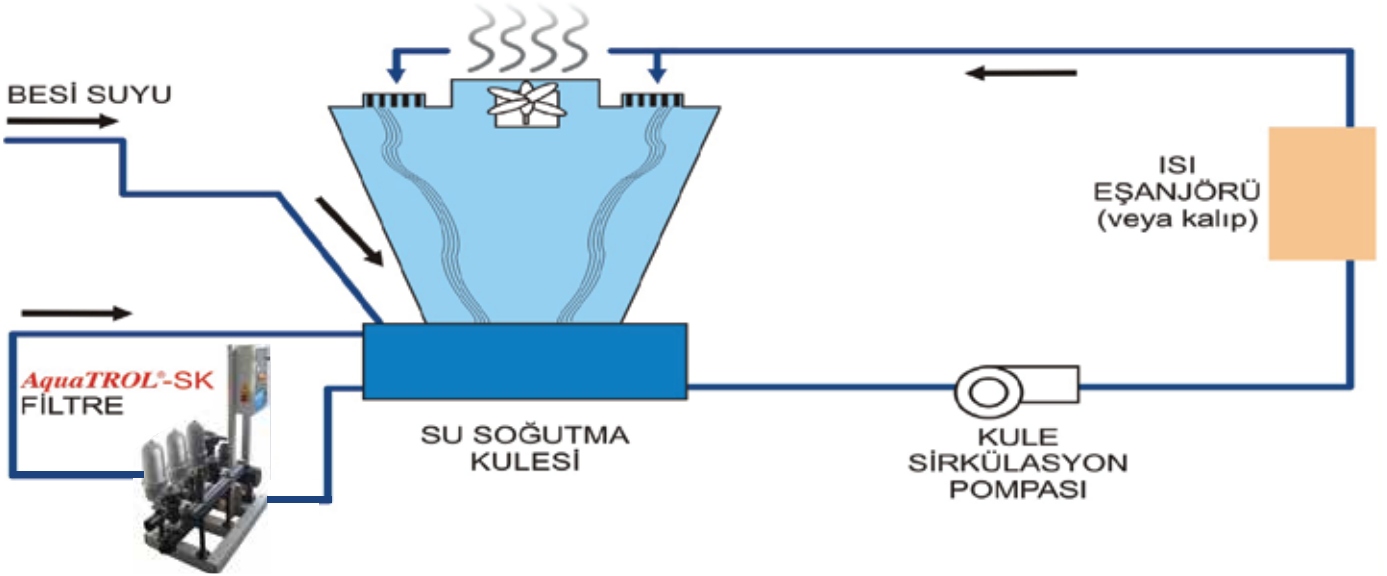 BESİ SUYU
ISI
EŞANJÖRÜ
(veya kalıp)
AquaTROL®-SK
FİLTRE
SU SOĞUTMA
KULESİ
KULE
SİRKÜLASYON
POMPASI